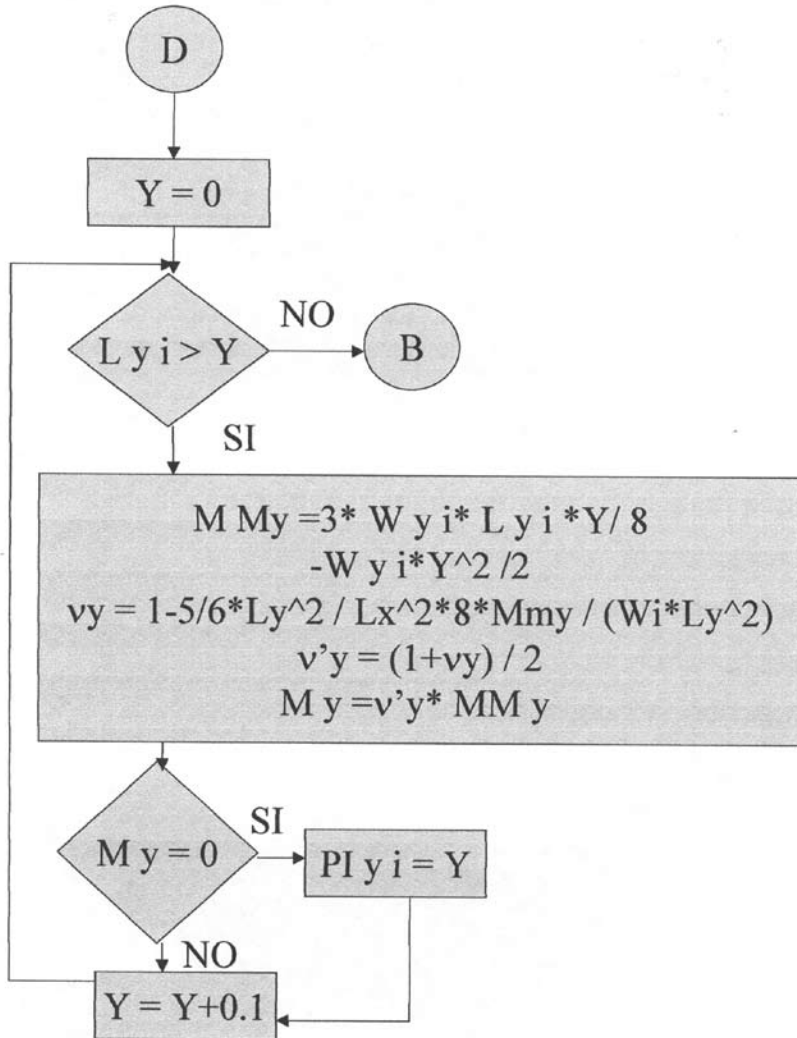 D
Y = 0
L y i > Y
NO
B
SI
M My =3* W y i* L y i *Y/ 8
-W y i*Y^2 /2
νy = 1-5/6*Ly^2 / Lx^2*8*Mmy / (Wi*Ly^2)
ν’y = (1+νy) / 2
M y =ν’y* MM y
M y = 0
SI
PI y i = Y
NO
Y = Y+0.1